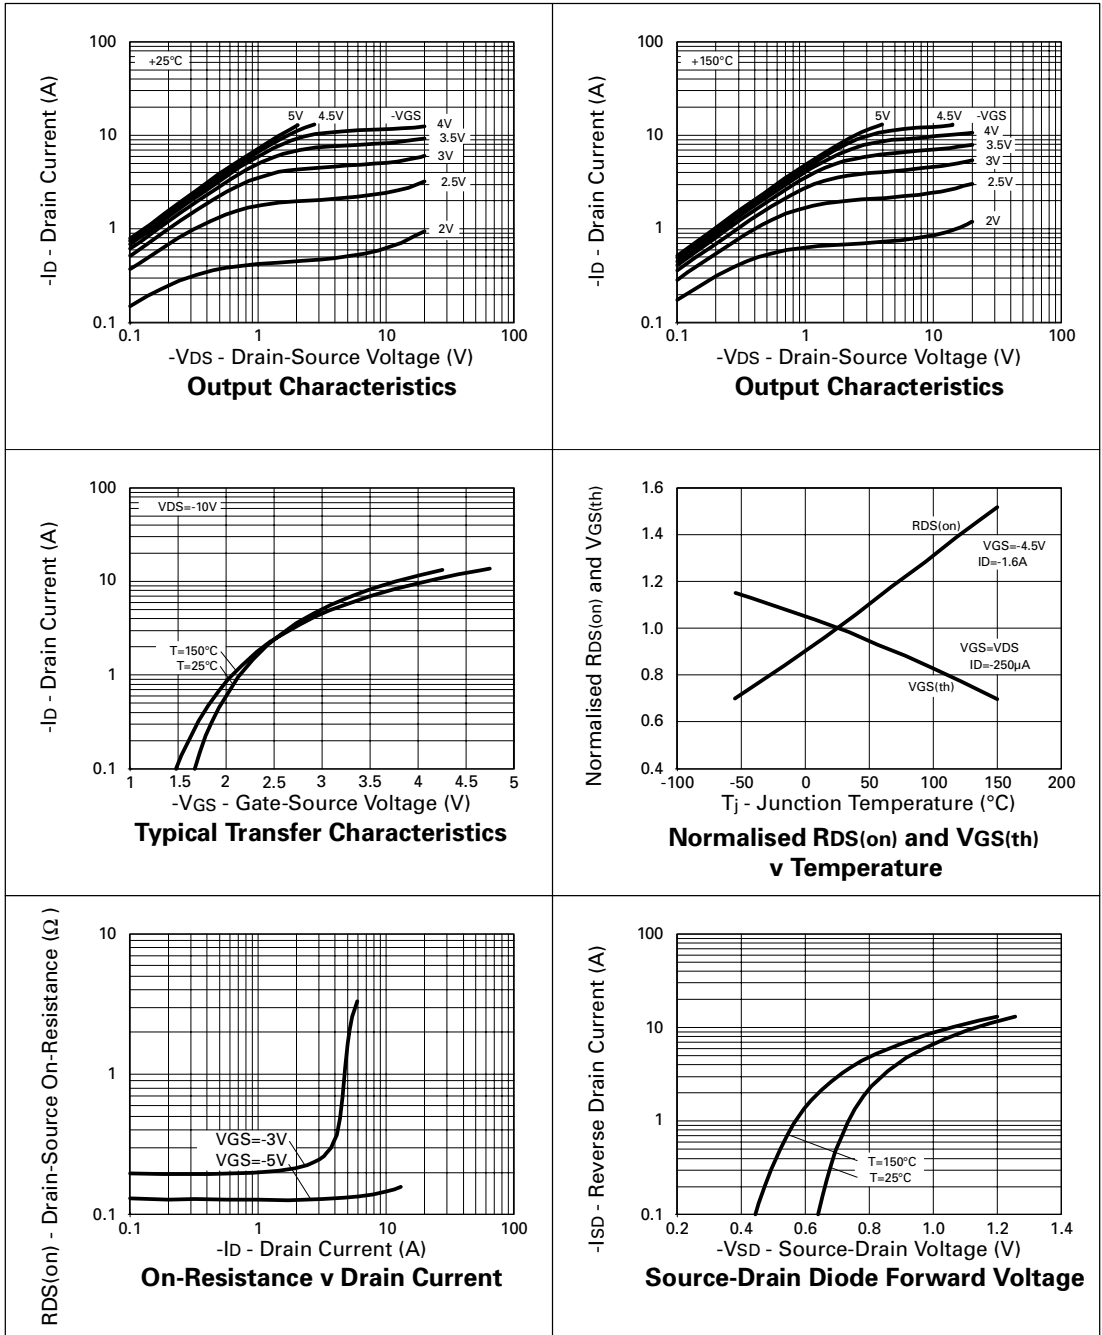 +25°C
-ID - Drain Current (A)
100
10
1
0.1
5V 4.5V -VGS
4V
3.5V
3V
2.5V
2V
0.1 1 10 100
-VDS - Drain-Source Voltage (V)
Output Characteristics
+150°C
-ID - Drain Current (A)
100
10
1
0.1
5V 4.5V -VGS
4V
3.5V
3V
2.5V
2V
0.1 1 10 100
-VDS - Drain-Source Voltage (V)
Output Characteristics
VDS=-10V
-ID - Drain Current (A)
100
10
1
0.1
T=150°C
T=25°C
1 1.5 2 2.5 3 3.5 4 4.5 5
-VGS - Gate-Source Voltage (V)
Typical Transfer Characteristics
Normalised RDS(on) and VGS(th)
1.6
1.4
1.2
1.0
0.8
0.6
0.4
RDS(on)
VGS=-4.5V
ID=-1.6A
VGS=VDS
ID=-250µA
VGS(th)
-100 -50 0 50 100 150 200
Tj - Junction Temperature (°C)
Normalised RDS(on) and VGS(th)
v Temperature
RDS(on) - Drain-Source On-Resistance (Ω)
10
1
0.1
VGS=-3V
VGS=-5V
0.1 1 10 100
-ID - Drain Current (A)
On-Resistance v Drain Current
-ISD - Reverse Drain Current (A)
100
10
1
0.1
T=150°C
T=25°C
0.2 0.4 0.6 0.8 1.0 1.2 1.4
-VSD - Source-Drain Voltage (V)
Source-Drain Diode Forward Voltage